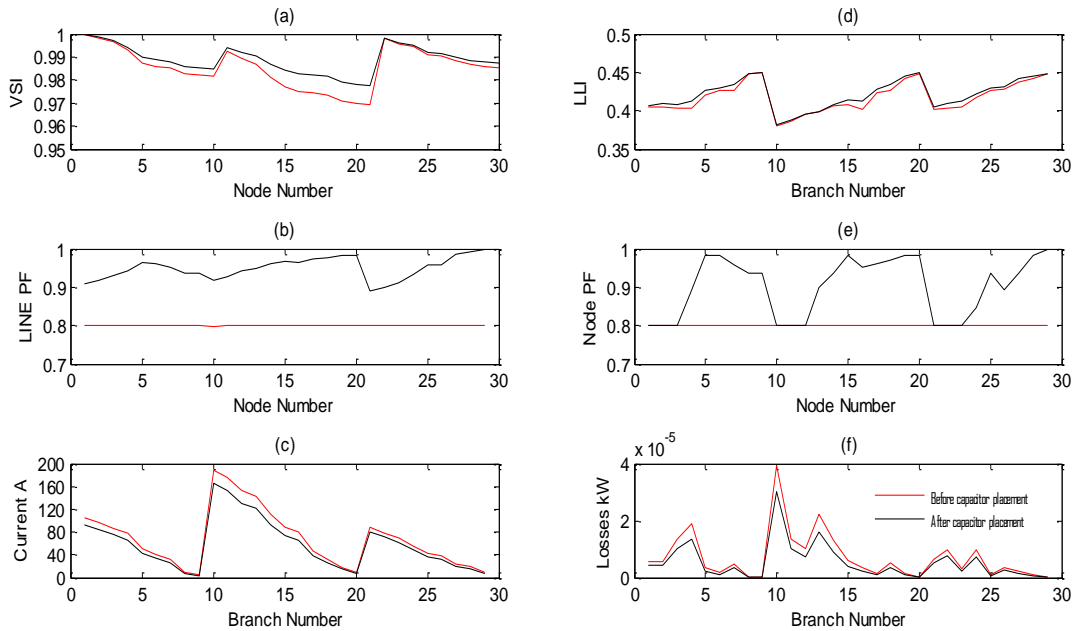 (a)
1
0.99
0.98
0.97
0.96
0.95
VSI
0 5 10 15 20 25 30
Node Number
(d)
0.5
0.45
0.4
0.35
LLI
0 5 10 15 20 25 30
Branch Number
(b)
1
0.9
0.8
0.7
LINE PF
0 5 10 15 20 25 30
Node Number
(e)
1
0.9
0.8
0.7
Node PF
0 5 10 15 20 25 30
Node Number
(c)
200
160
120
80
40
0
Current A
0 5 10 15 20 25 30
Branch Number
(f)
x 10^-5
4
2
0
Losses kW
Before capacitor placement
After capacitor placement
0 5 10 15 20 25 30
Branch Number